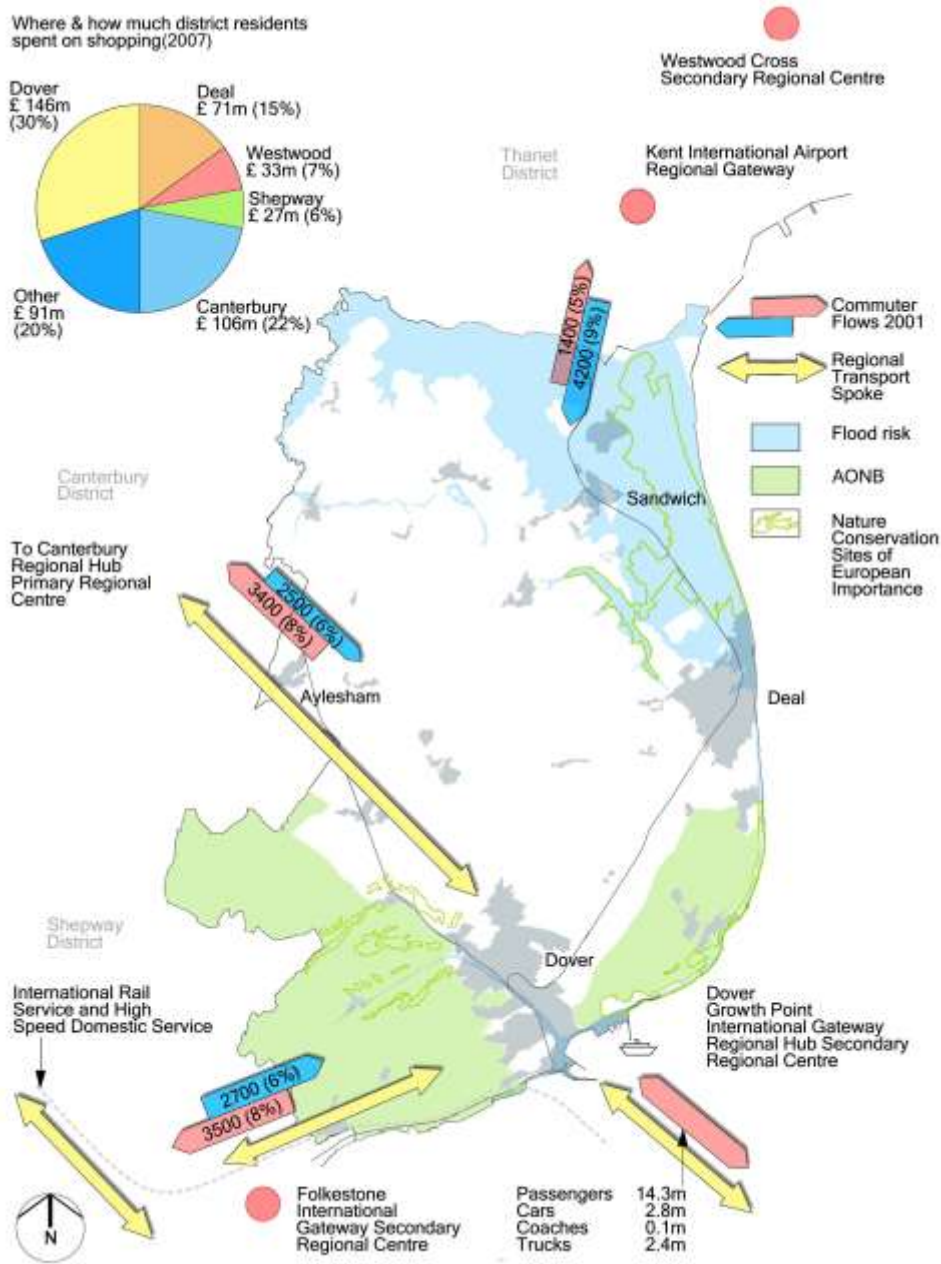 Where & how much district residents
spent on shopping(2007)
Dover
£ 146m
(30%)
Deal
£ 71m (15%)
Westwood
£ 33m (7%)
Shepway
£ 27m (6%)
Other
£ 91m
(20%)
Canterbury
£ 106m (22%)
Westwood Cross
Secondary Regional Centre
Thanet
District
Kent International Airport
Regional Gateway
1400 (5%)
4200 (9%)
Commuter
Flows 2001
Regional
Transport
Spoke
Flood risk
AONB
Nature
Conservation
Sites of
European
Importance
Canterbury
District
Sandwich
To Canterbury
Regional Hub
Primary Regional
Centre
2500 (6%)
3400 (8%)
Aylesham
Deal
Shepway
District
Dover
International Rail
Service and High
Speed Domestic Service
Dover
Growth Point
International Gateway
Regional Hub Secondary
Regional Centre
2700 (6%)
3500 (8%)
N
Folkestone
International
Gateway Secondary
Regional Centre
Passengers 14.3m
Cars 2.8m
Coaches 0.1m
Trucks 2.4m